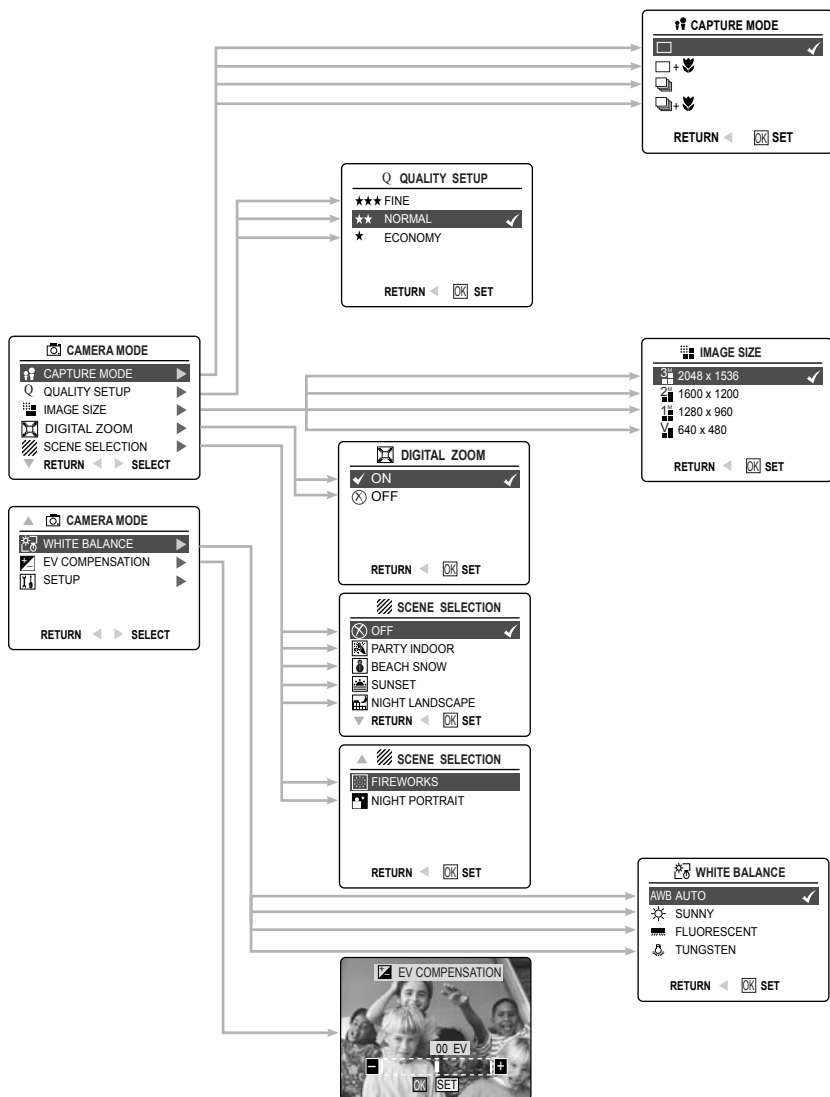 CAPTURE MODE
+
+
RETURN OK SET
Q QUALITY SETUP
FINE
NORMAL
ECONOMY
RETURN OK SET
CAMERA MODE
CAPTURE MODE
Q QUALITY SETUP
IMAGE SIZE
DIGITAL ZOOM
SCENE SELECTION
RETURN SELECT
IMAGE SIZE
3M 2048 x 1536
2M 1600 x 1200
1M 1280 x 960
V 640 x 480
RETURN OK SET
DIGITAL ZOOM
ON
OFF
RETURN OK SET
CAMERA MODE
WHITE BALANCE
EV COMPENSATION
SETUP
RETURN SELECT
SCENE SELECTION
OFF
PARTY INDOOR
BEACH SNOW
SUNSET
NIGHT LANDSCAPE
RETURN OK SET
SCENE SELECTION
FIREWORKS
NIGHT PORTRAIT
RETURN OK SET
WHITE BALANCE
AWB AUTO
SUNNY
FLUORESCENT
TUNGSTEN
RETURN OK SET
EV COMPENSATION
00 EV
- +
OK SET